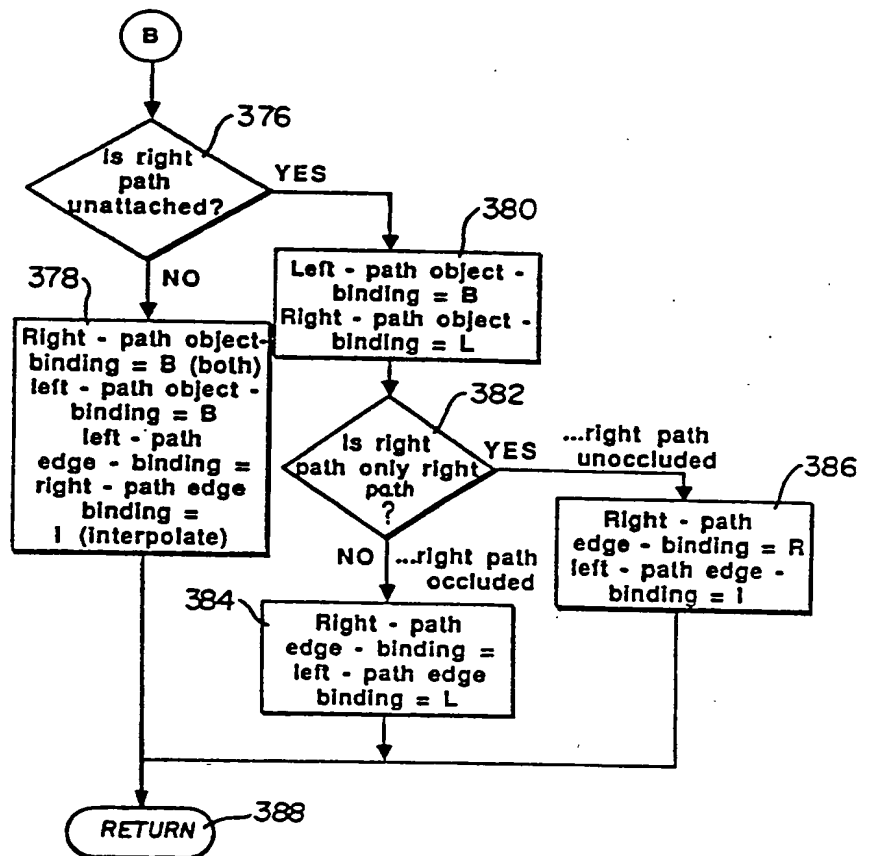 B
376
Is right
path
unattached?
YES
380
NO
378
Left - path object -
binding = B
Right - path object -
binding = L
Right - path object-
binding = B (both)
left - path object -
binding = B
left - path
edge - binding =
right - path edge
binding =
I (interpolate)
382
Is right
path only right
path
?
YES
...right path
unoccluded
386
Right - path
edge - binding = R
left - path edge -
binding = I
NO
...right path
occluded
384
Right - path
edge - binding =
left - path edge
binding = L
RETURN
388